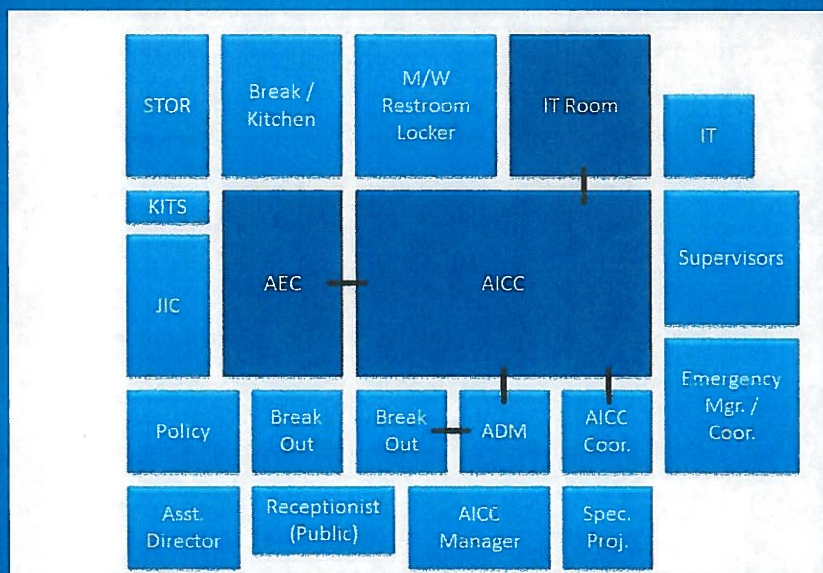 STOR
Break /
Kitchen
M/W
Restroom
Locker
IT Room
IT
KITS
JIC
AEC
AICC
Supervisors
Policy
Break
Out
Break
Out
ADM
AICC
Coor.
Emergency
Mgr. /
Coor.
Asst.
Director
Receptionist
(Public)
AICC
Manager
Spec.
Proj.